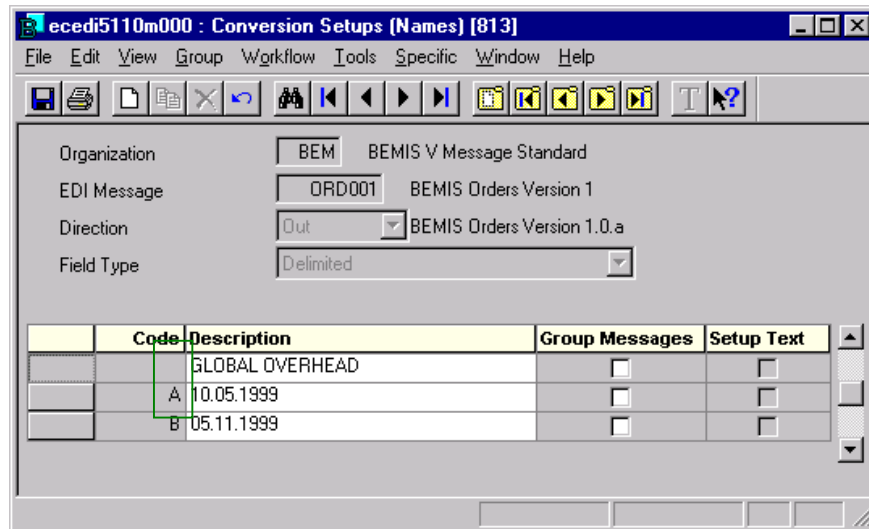 ecedi5110m000 : Conversion Setups (Names) [813]
File Edit View Group Workflow Tools Specific Window Help
Organization BEM BEMIS V Message Standard
EDI Message ORD001 BEMIS Orders Version 1
Direction Out BEMIS Orders Version 1.0.a
Field Type Delimited
Code Description Group Messages Setup Text
GLOBAL OVERHEAD
A 10.05.1999
B 05.11.1999